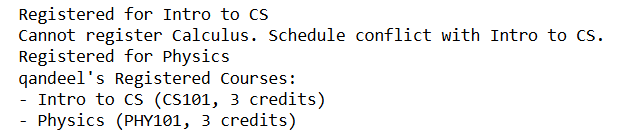 Registered for Intro to CS
Cannot register Calculus. Schedule conflict with Intro to CS.
Registered for Physics
qandeel's Registered Courses:
- Intro to CS (CS101, 3 credits)
- Physics (PHY101, 3 credits)